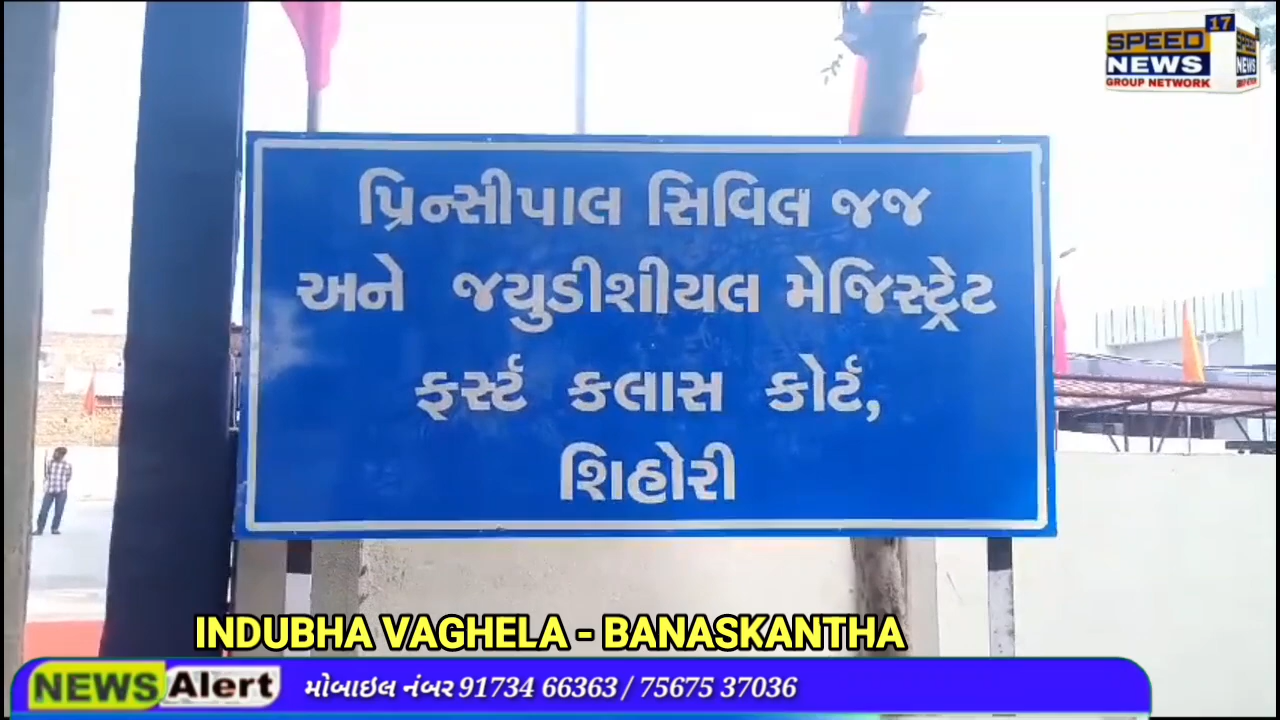 17
SPEED
NEWS
GROUP NETWORK
NEWS
પ્રિન્સીપાલ સિવિલ જજ
અને જયુડીશીયલ મેજિસ્ટ્રેટ
ફર્સ્ટ કલાસ કોર્ટ,
શિહોરી
INDUBHA VAGHELA - BANASKANTHA
NEWS Alert મોબાઇલ નંબર 91734 66363 / 75675 37036